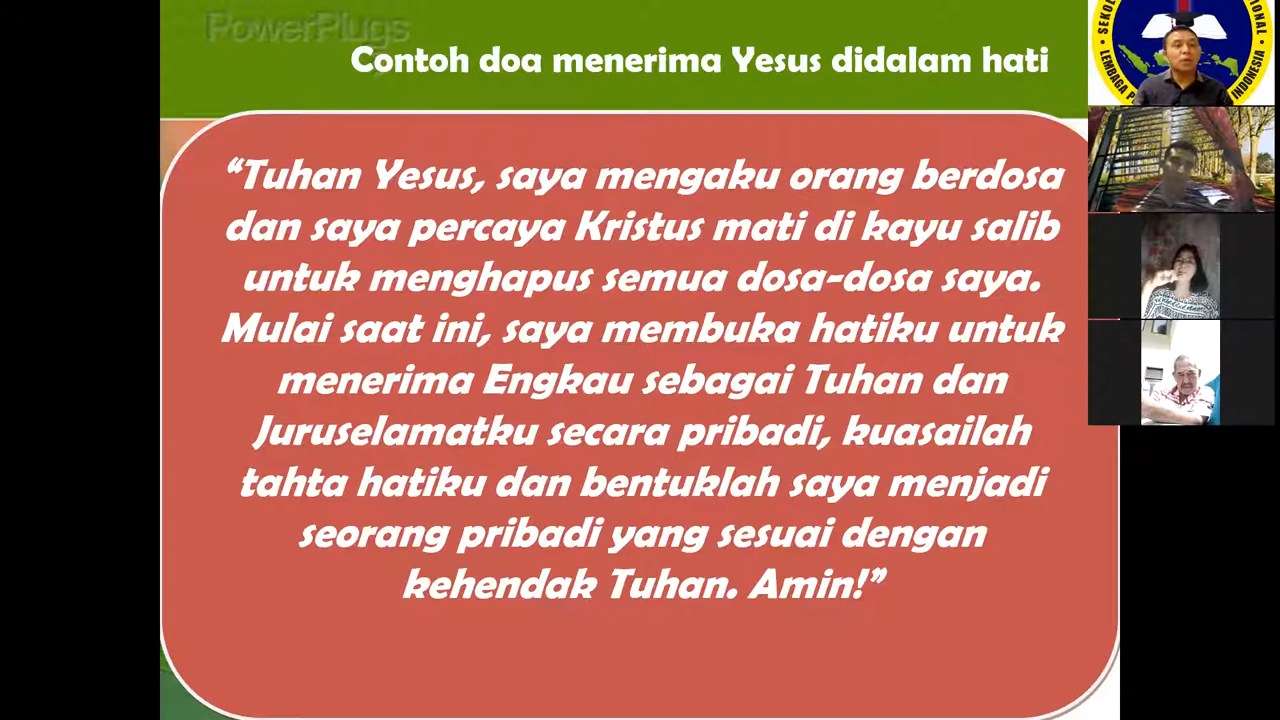 PowerPlugs
Contoh doa menerima Yesus didalam hati
“Tuhan Yesus, saya mengaku orang berdosa
dan saya percaya Kristus mati di kayu salib
untuk menghapus semua dosa-dosa saya.
Mulai saat ini, saya membuka hatiku untuk
menerima Engkau sebagai Tuhan dan
Juruselamatku secara pribadi, kuasailah
tahta hatiku dan bentuklah saya menjadi
seorang pribadi yang sesuai dengan
kehendak Tuhan. Amin!”
LEMBAGA
INDONESIA